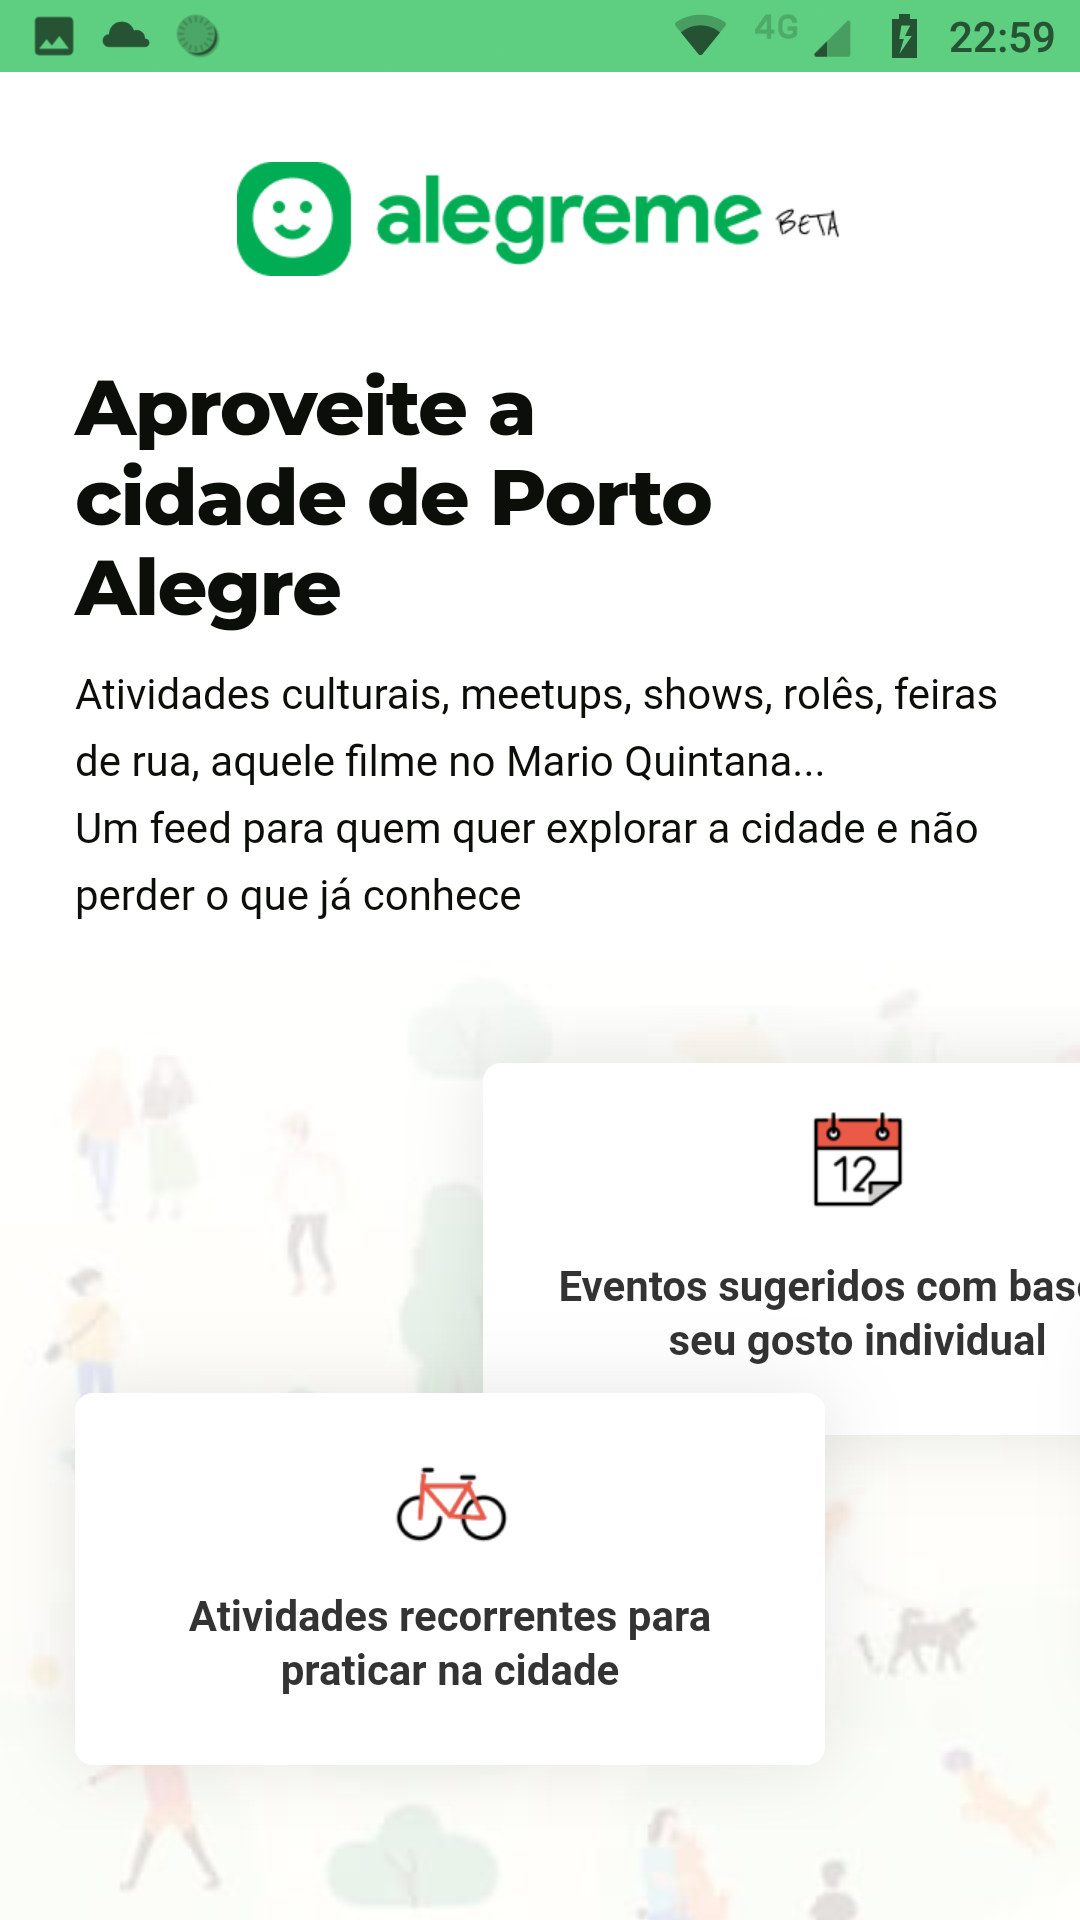 4G 22:59
alegreme BETA
Aproveite a
cidade de Porto
Alegre
Atividades culturais, meetups, shows, rolês, feiras
de rua, aquele filme no Mario Quintana...
Um feed para quem quer explorar a cidade e não
perder o que já conhece
12
Eventos sugeridos com bas
seu gosto individual
Atividades recorrentes para
praticar na cidade